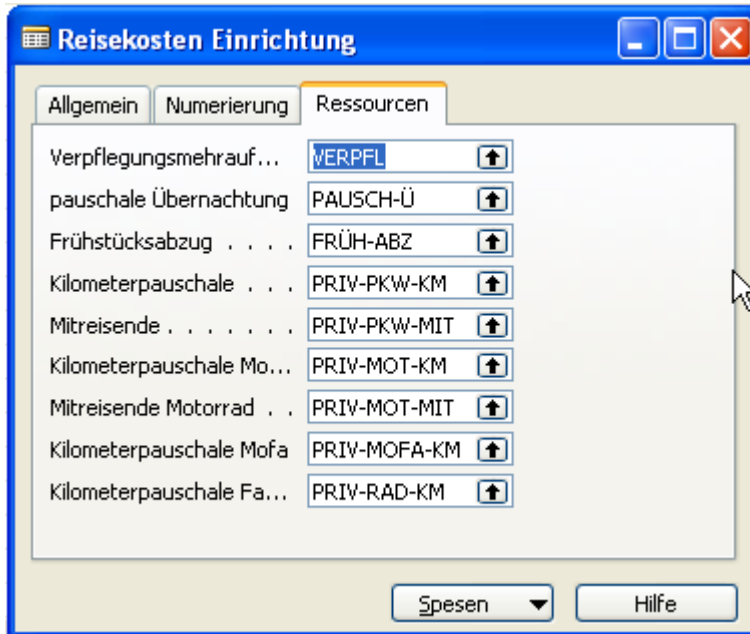 Reisekosten Einrichtung
Allgemein Numerierung Ressourcen
Verpflegungsmehrauf... VERPFL
pauschale Übernachtung PAUSCH-Ü
Frühstücksabzug . . . . FRÜH-ABZ
Kilometerpauschale . . . PRIV-PKW-KM
Mitreisende . . . . . . . PRIV-PKW-MIT
Kilometerpauschale Mo... PRIV-MOT-KM
Mitreisende Motorrad . . PRIV-MOT-MIT
Kilometerpauschale Mofa PRIV-MOFA-KM
Kilometerpauschale Fa... PRIV-RAD-KM
Spesen Hilfe